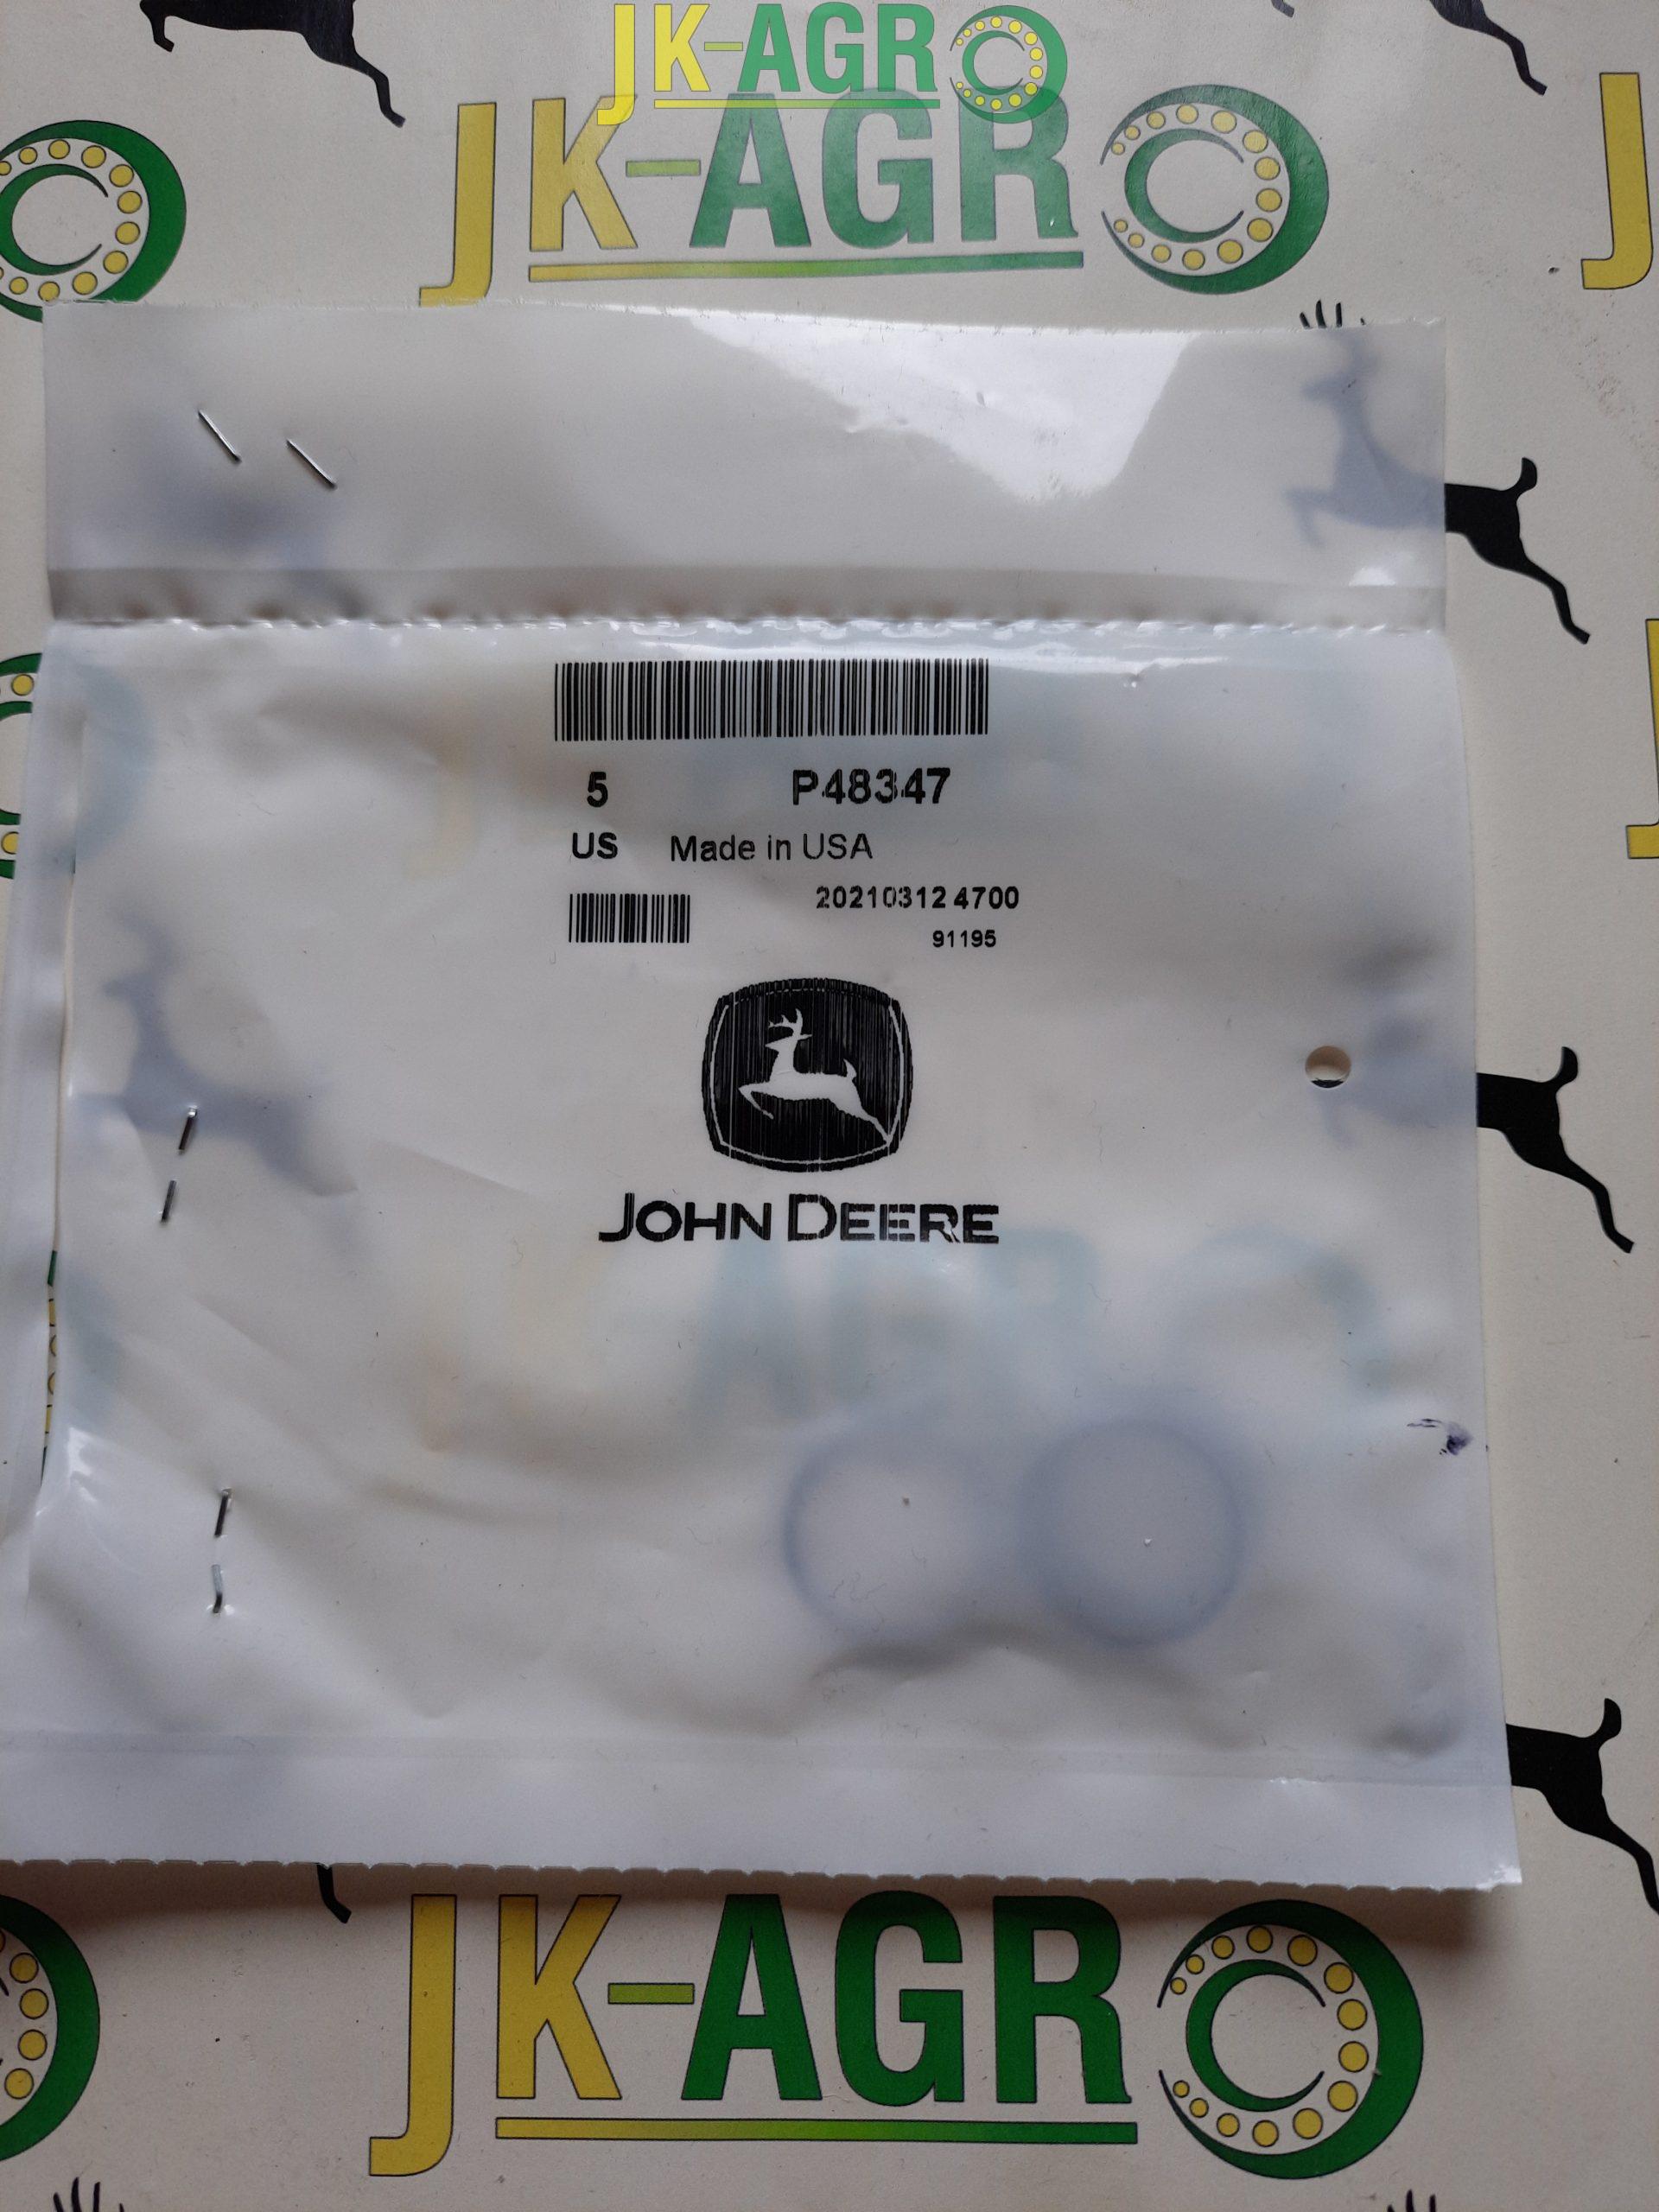 JK-AGRO
JK-AGRO
5 P48347
US Made in USA
20210312 4700
91195
JOHN DEERE
JK-AGRO